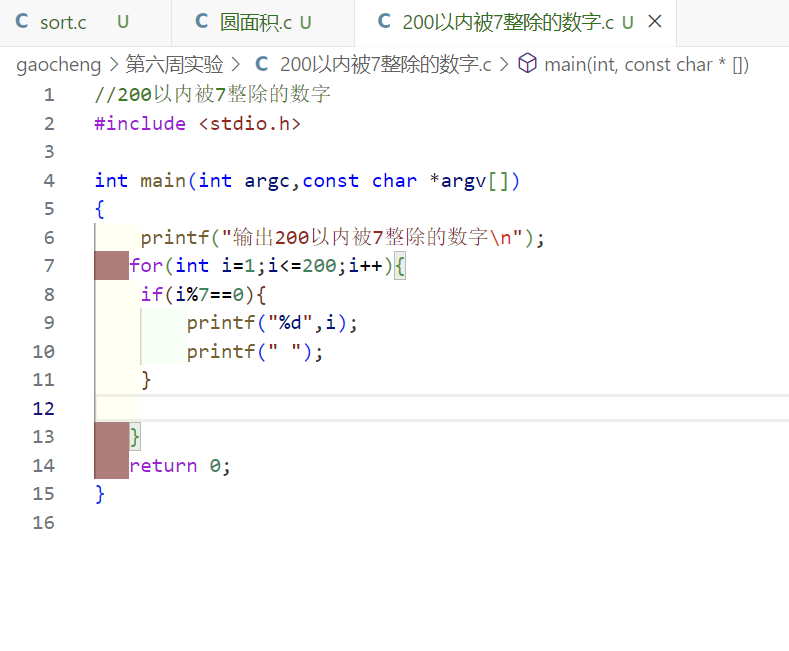 C sort.c U C 圆面积.c U C 200以内被7整除的数字.c U
gaocheng > 第六周实验 > C 200以内被7整除的数字.c > main(int, const char * [])
1 //200以内被7整除的数字
2 #include <stdio.h>
3
4 int main(int argc,const char *argv[])
5 {
6 printf("输出200以内被7整除的数字\n");
7 for(int i=1;i<=200;i++){
8 if(i%7==0){
9 printf("%d",i);
10 printf(" ");
11 }
12
13 }
14 return 0;
15 }
16